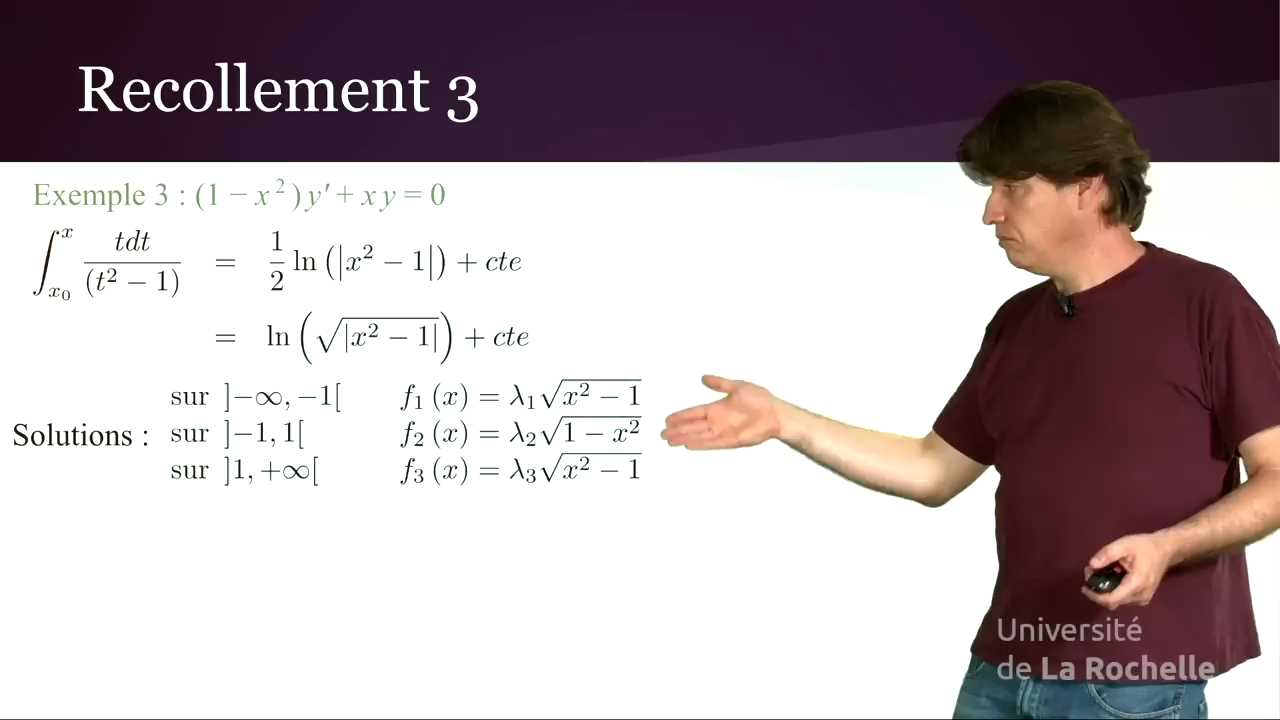 Recollement 3
Exemple 3 : (1 − x²)y′ + xy = 0
∫_{x₀}^{x} tdt/(t² − 1) = 1/2 ln(|x² − 1|) + cte
= ln(√|x² − 1|) + cte
Solutions :
sur ]−∞, −1[ f₁(x) = λ₁√(x² − 1)
sur ]−1, 1[ f₂(x) = λ₂√(1 − x²)
sur ]1, +∞[ f₃(x) = λ₃√(x² − 1)
Université
de La Rochelle